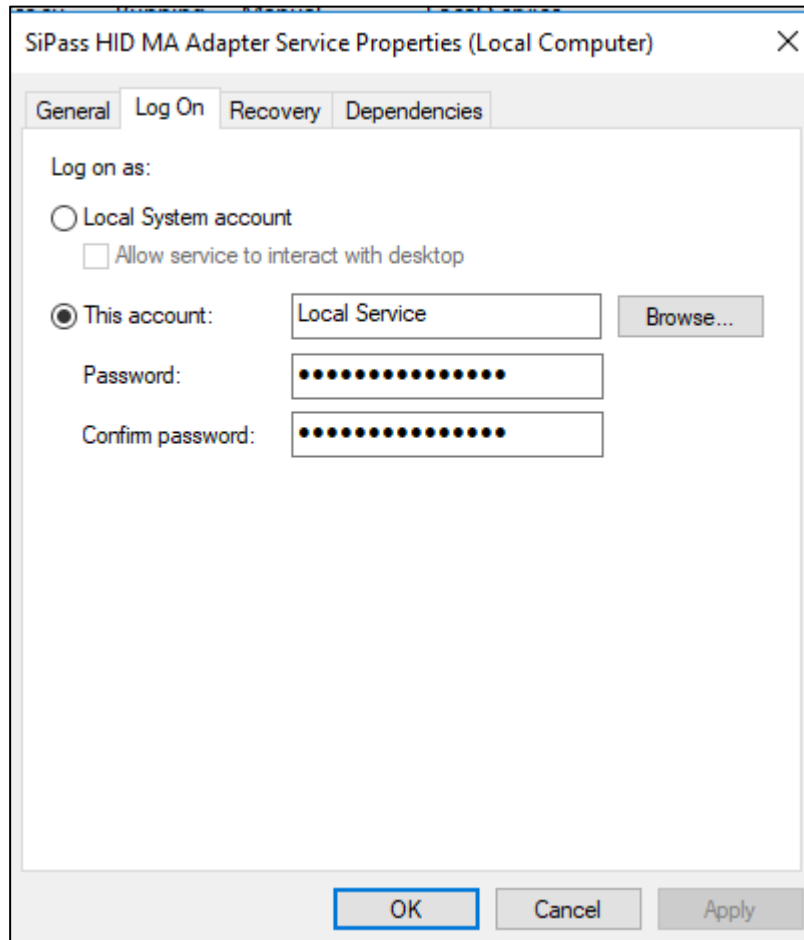 SiPass HID MA Adapter Service Properties (Local Computer)
General Log On Recovery Dependencies
Log on as:
Local System account
Allow service to interact with desktop
This account: Local Service Browse...
Password: •••••••••••••••
Confirm password: •••••••••••••••
OK Cancel Apply